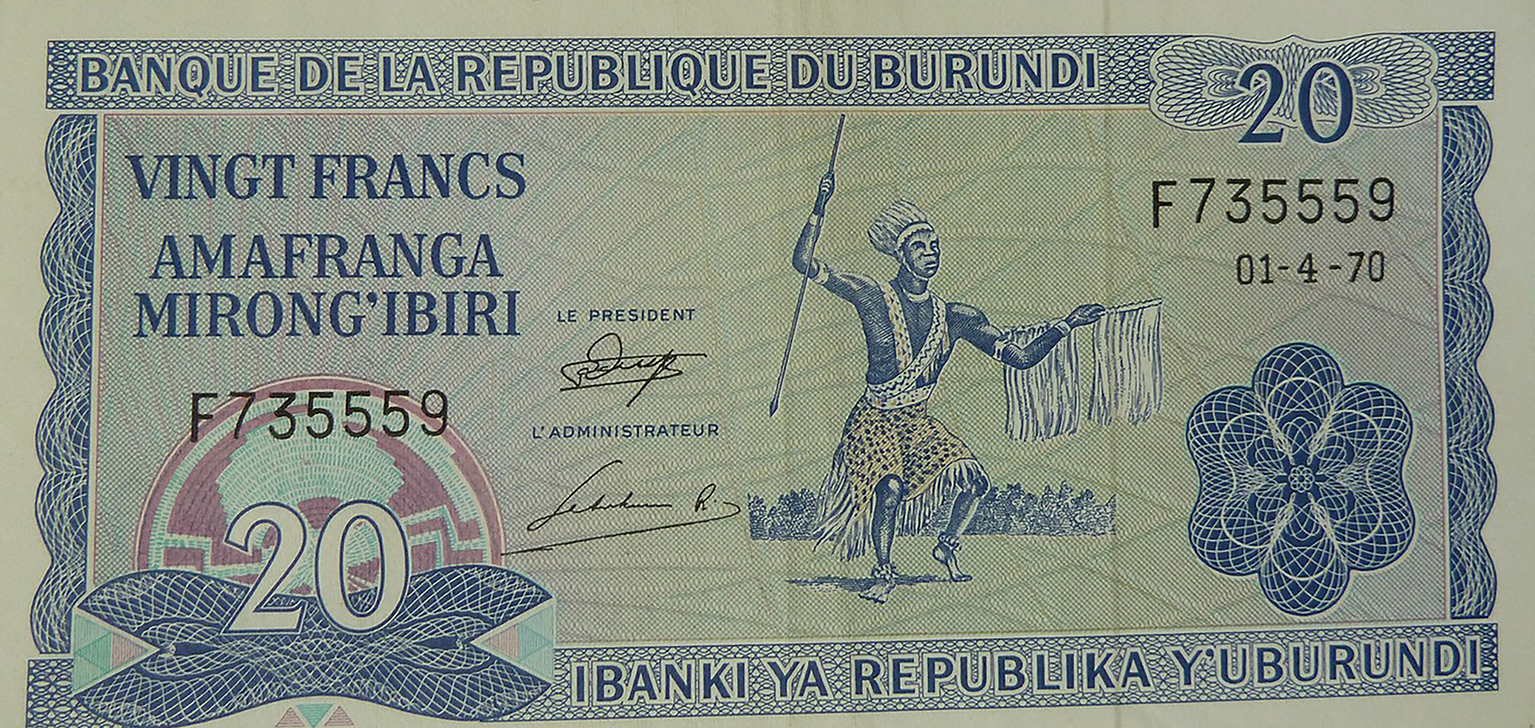 BANQUE DE LA REPUBLIQUE DU BURUNDI
20
VINGT FRANCS
F735559
AMAFRANGA
01-4-70
MIRONG'IBIRI
LE PRESIDENT
F735559
L'ADMINISTRATEUR
20
IBANKI YA REPUBLIKA Y'UBURUNDI